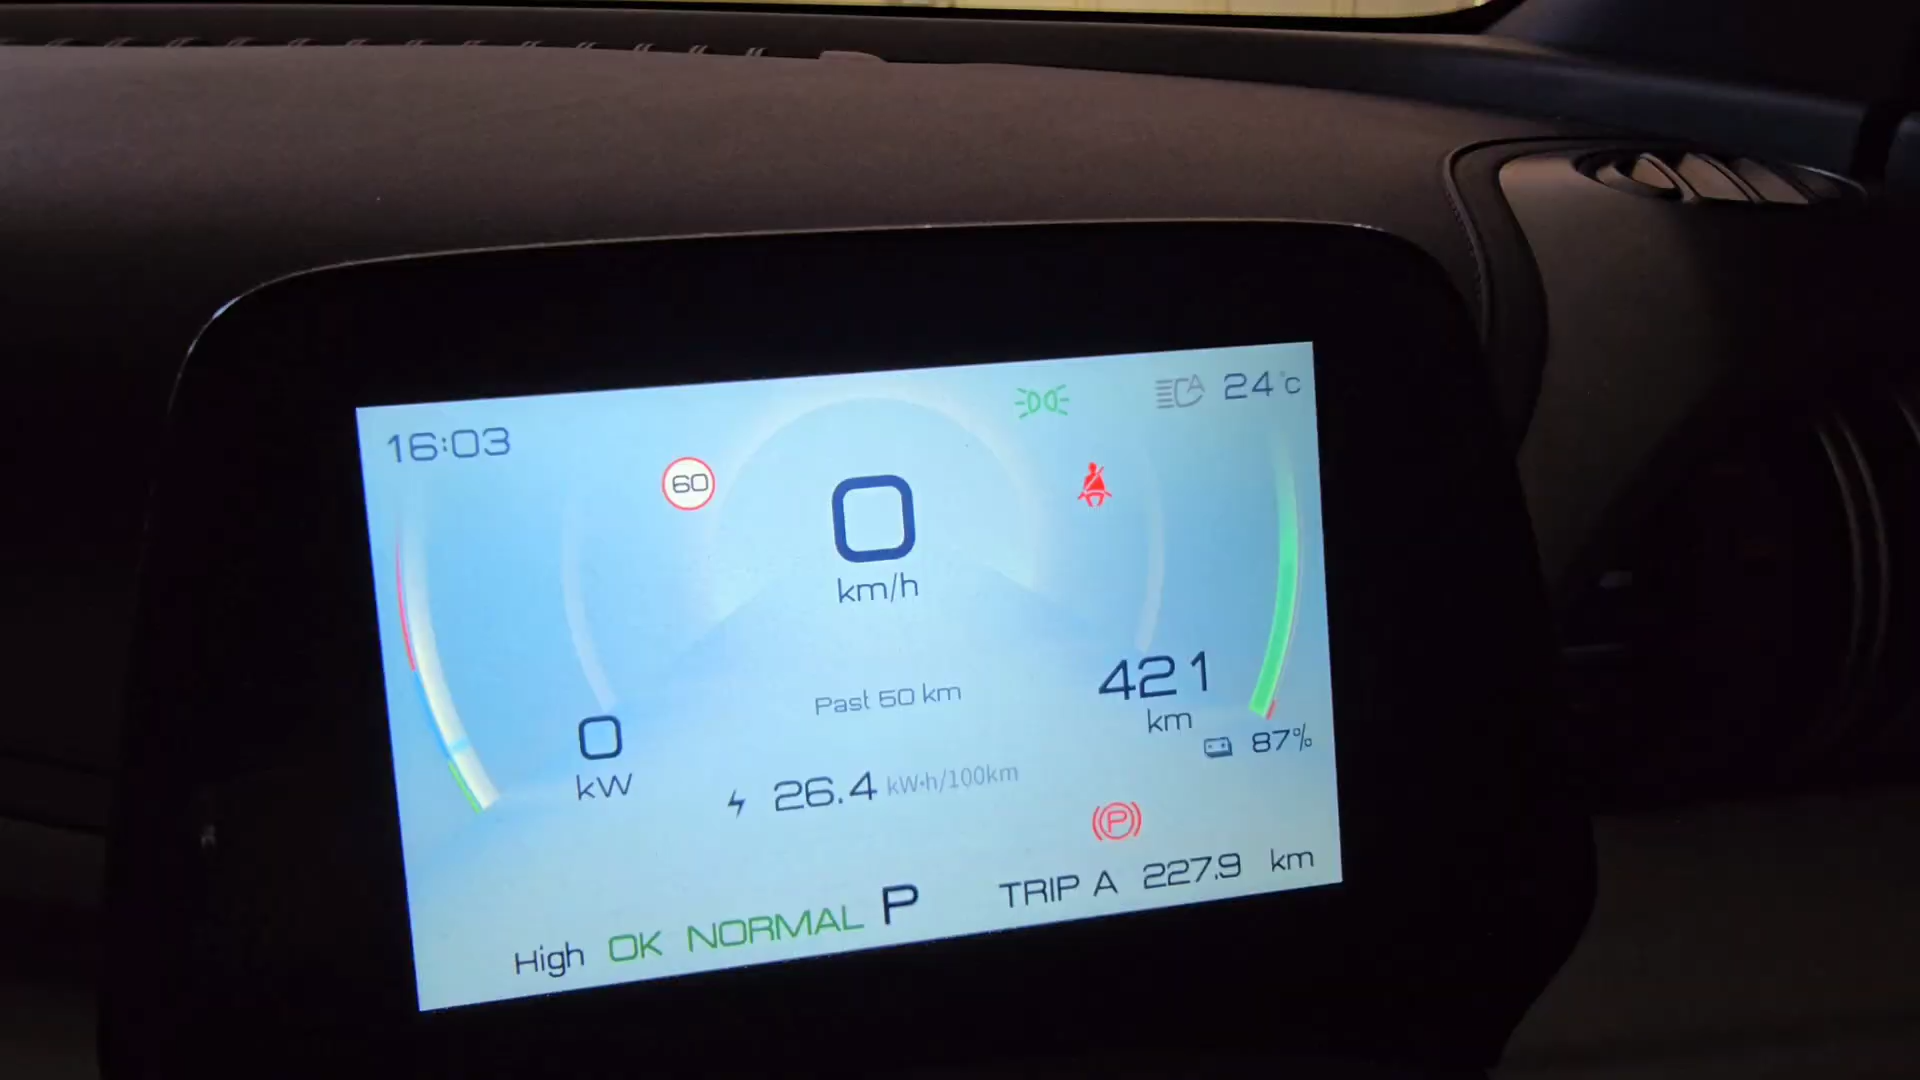 16:03
24°C
60
0
km/h
421
km
Past 50 km
0
kW
87%
26.4 kW·h/100km
P
TRIP A 227.9 km
High OK NORMAL P